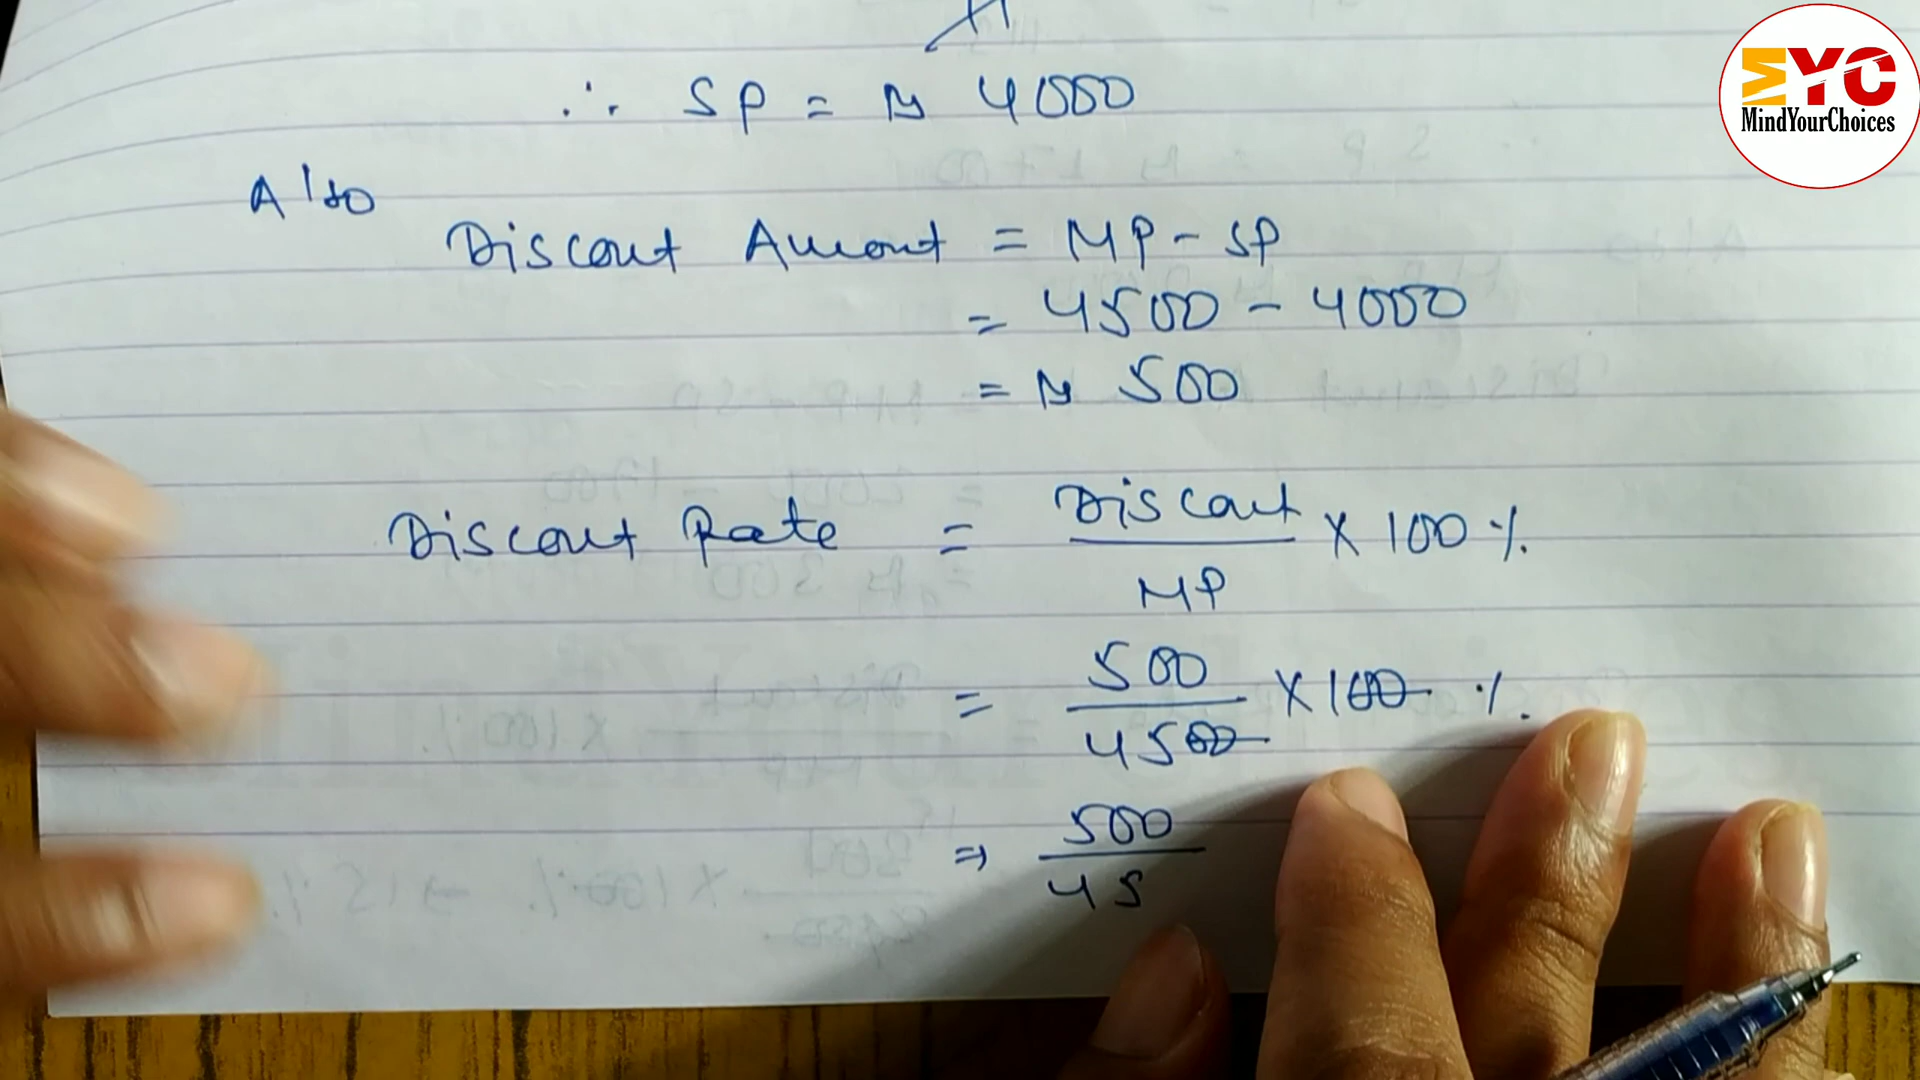 MYC
MindYourChoices
∴ SP = Rs 4000
Also
Discount Amount = MP - SP
= 4500 - 4000
= Rs 500
Discount Rate = Discount / MP × 100 %.
= 500 / 4500 × 100 %.
⇒ 500 / 45